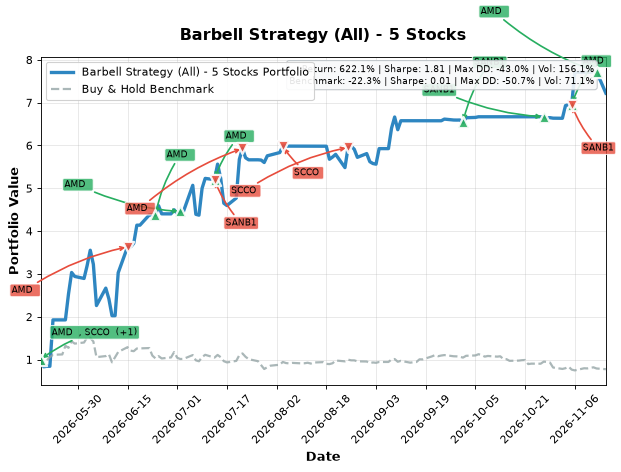 Barbell Strategy (All) - 5 Stocks
AMD
Barbell Strategy (All) - 5 Stocks Portfolio
Buy & Hold Benchmark
urn: 622.1% | Sharpe: 1.81 | Max DD: -43.0% | Vol: 156.1%
Benchmark: -22.3% | Sharpe: 0.01 | Max DD: -50.7% | Vol: 71.1%
SANB1
AMD
SANB1
AMD
AMD
AMD
SCCO
SCCO
AMD
SANB1
SANB1
AMD
AMD , SCCO (+1)
Portfolio Value
8
7
6
5
4
3
2
1
2026-05-30
2026-06-15
2026-07-01
2026-07-17
2026-08-02
2026-08-18
2026-09-03
2026-09-19
2026-10-05
2026-10-21
2026-11-06
Date